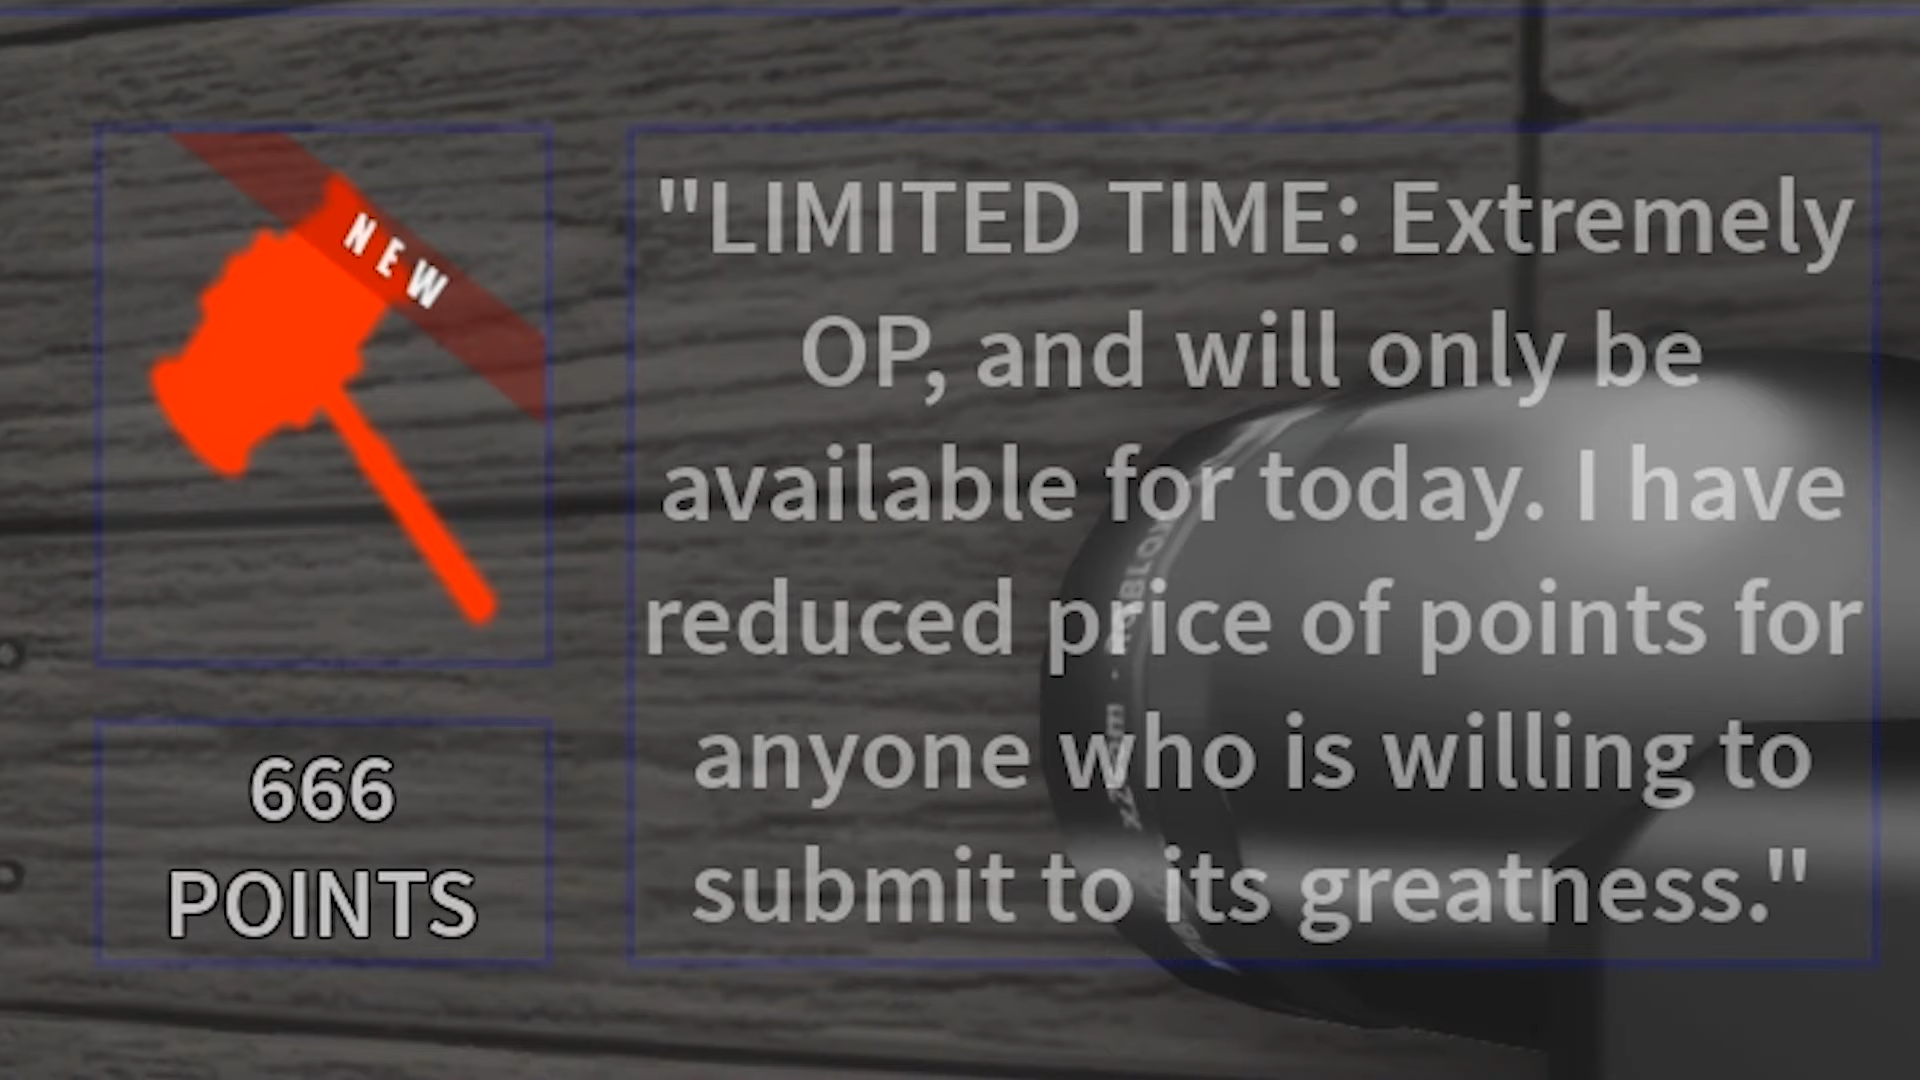 NEW
"LIMITED TIME: Extremely
OP, and will only be
available for today. I have
reduced price of points for
anyone who is willing to
submit to its greatness."
666
POINTS